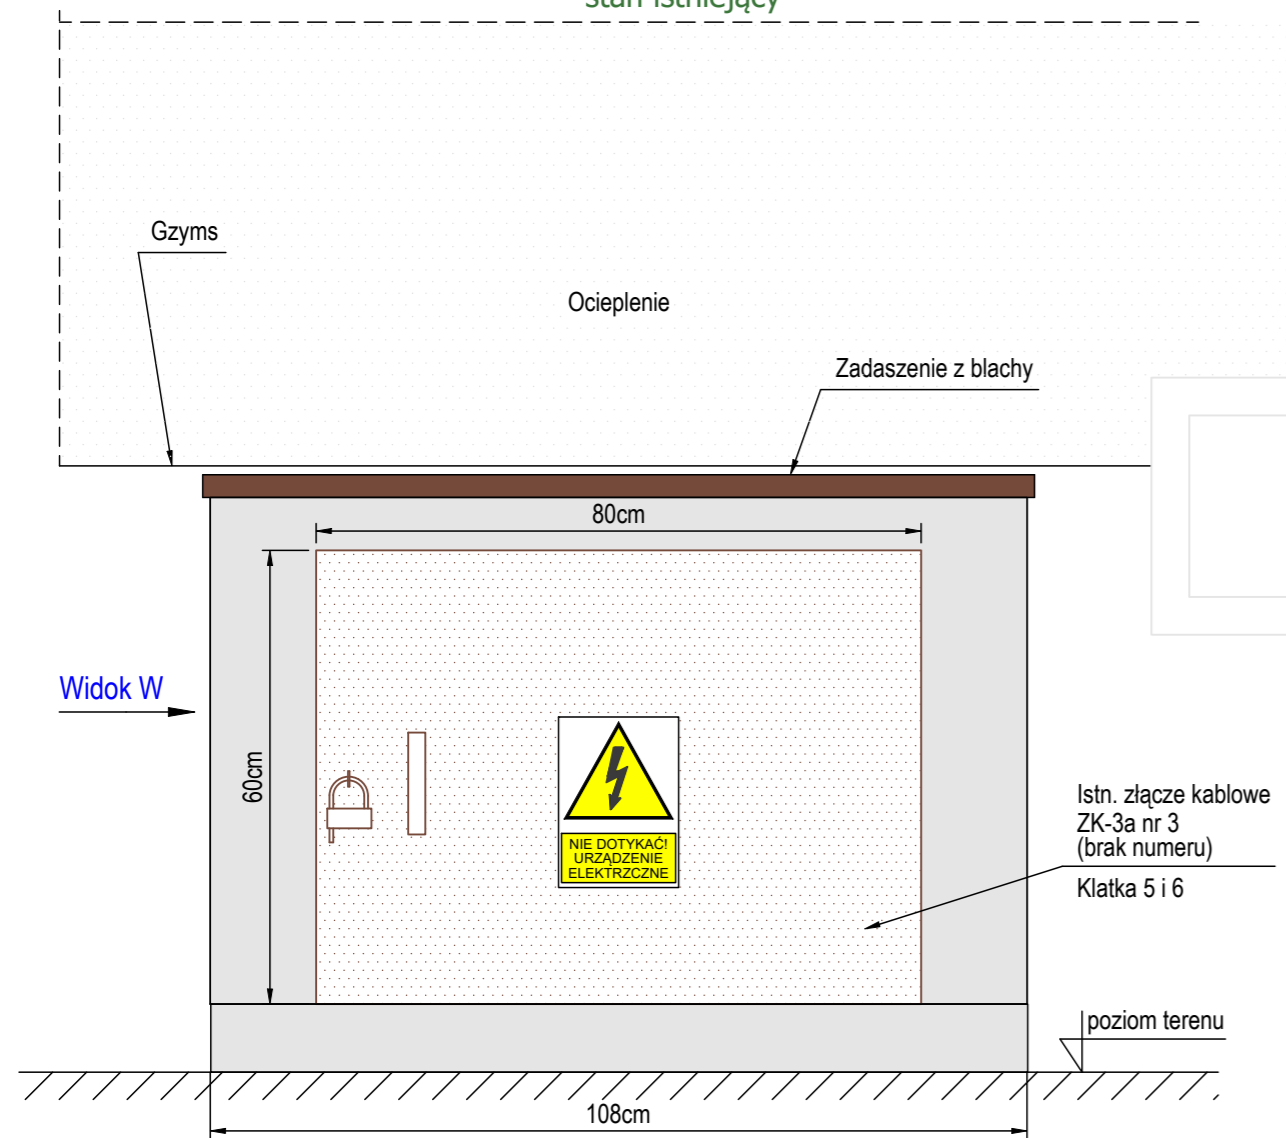 stan istniejący
Gzyms
Ocieplenie
Zadaszenie z blachy
80cm
Widok W
60cm
NIE DOTYKAĆ!
URZĄDZENIE
ELEKTRZCZNE
Istn. złącze kablowe
ZK-3a nr 3
(brak numeru)
Klatka 5 i 6
poziom terenu
108cm